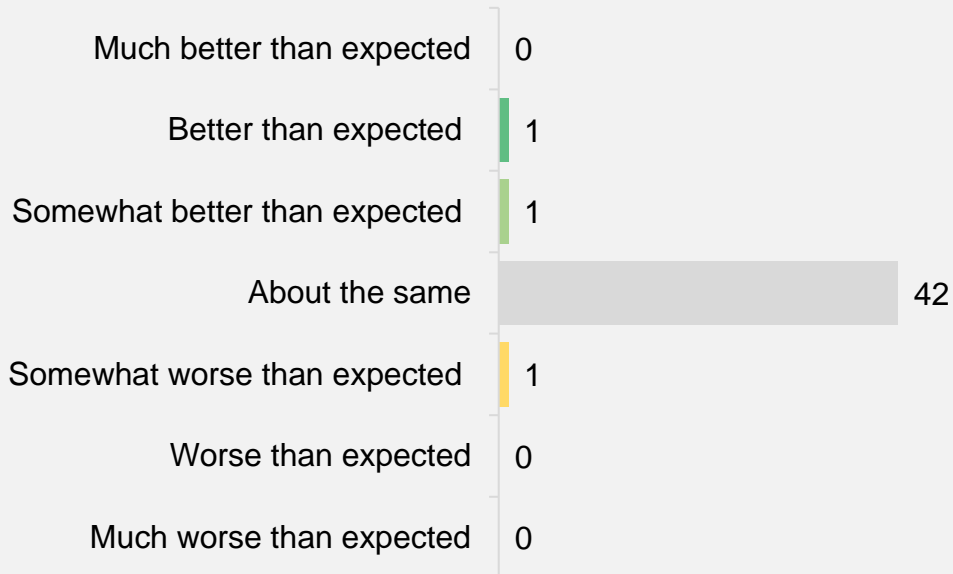 Much better than expected 0
Better than expected 1
Somewhat better than expected 1
About the same 42
Somewhat worse than expected 1
Worse than expected 0
Much worse than expected 0